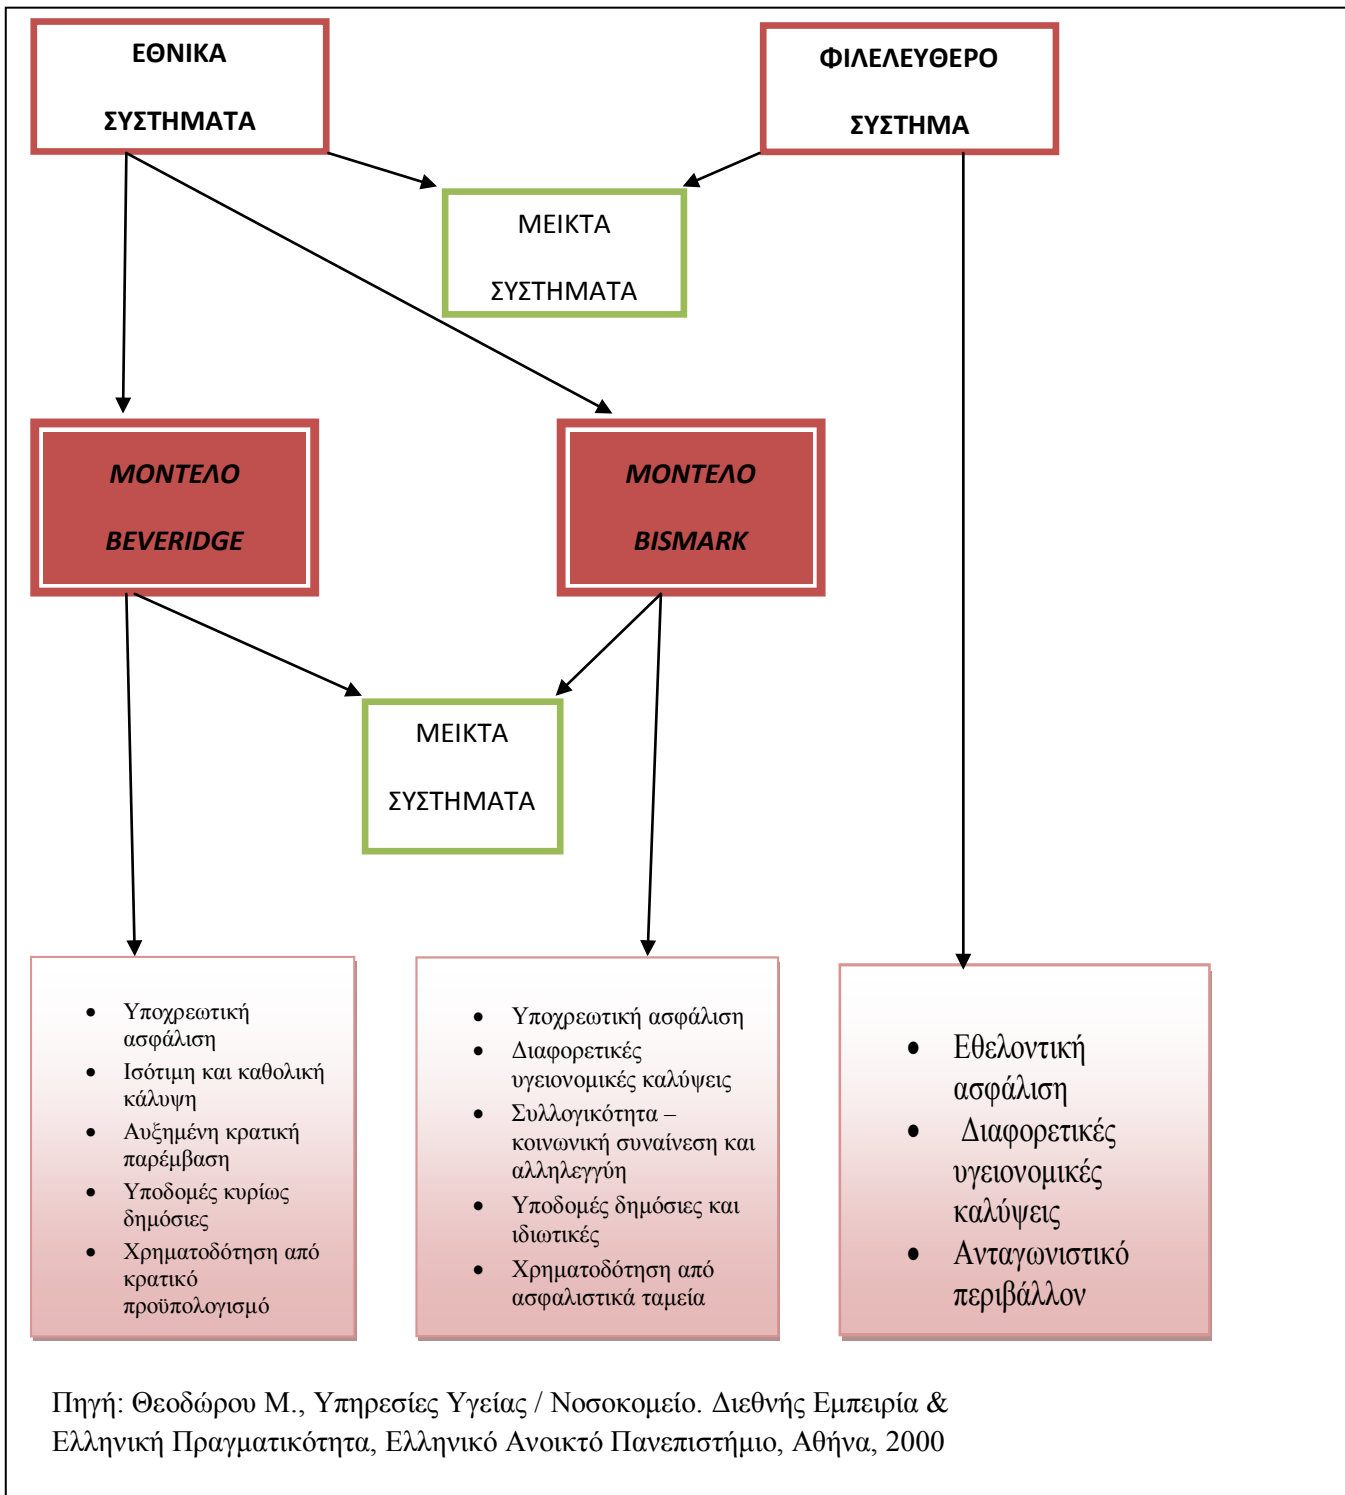 ΕΘΝΙΚΑ
ΣΥΣΤΗΜΑΤΑ
ΦΙΛΕΛΕΥΘΕΡΟ
ΣΥΣΤΗΜΑ
ΜΕΙΚΤΑ
ΣΥΣΤΗΜΑΤΑ
ΜΟΝΤΕΛΟ
BEVERIDGE
ΜΟΝΤΕΛΟ
BISMARK
ΜΕΙΚΤΑ
ΣΥΣΤΗΜΑΤΑ
• Υποχρεωτική
ασφάλιση
• Ισότιμη και καθολική
κάλυψη
• Αυξημένη κρατική
παρέμβαση
• Υποδομές κυρίως
δημόσιες
• Χρηματοδότηση από
κρατικό
προϋπολογισμό
• Υποχρεωτική ασφάλιση
• Διαφορετικές
υγειονομικές καλύψεις
• Συλλογικότητα –
κοινωνική συναίνεση και
αλληλεγγύη
• Υποδομές δημόσιες και
ιδιωτικές
• Χρηματοδότηση από
ασφαλιστικά ταμεία
• Εθελοντική
ασφάλιση
• Διαφορετικές
υγειονομικές
καλύψεις
• Ανταγωνιστικό
περιβάλλον
Πηγή: Θεοδώρου Μ., Υπηρεσίες Υγείας / Νοσοκομείο. Διεθνής Εμπειρία &
Ελληνική Πραγματικότητα, Ελληνικό Ανοικτό Πανεπιστήμιο, Αθήνα, 2000